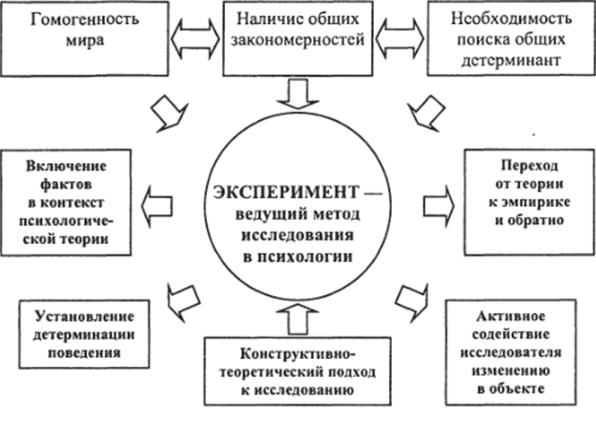 Гомогенность
мира
Наличие общих
закономерностей
Необходимость
поиска общих
детерминант
Включение
фактов
в контекст
психологиче-
ской теории
ЭКСПЕРИМЕНТ —
ведущий метод
исследования
в психологии
Переход
от теории
к эмпирике
и обратно
Установление
детерминации
поведения
Конструктивно-
теоретический подход
к исследованию
Активное
содействие
исследователя
изменению
в объекте